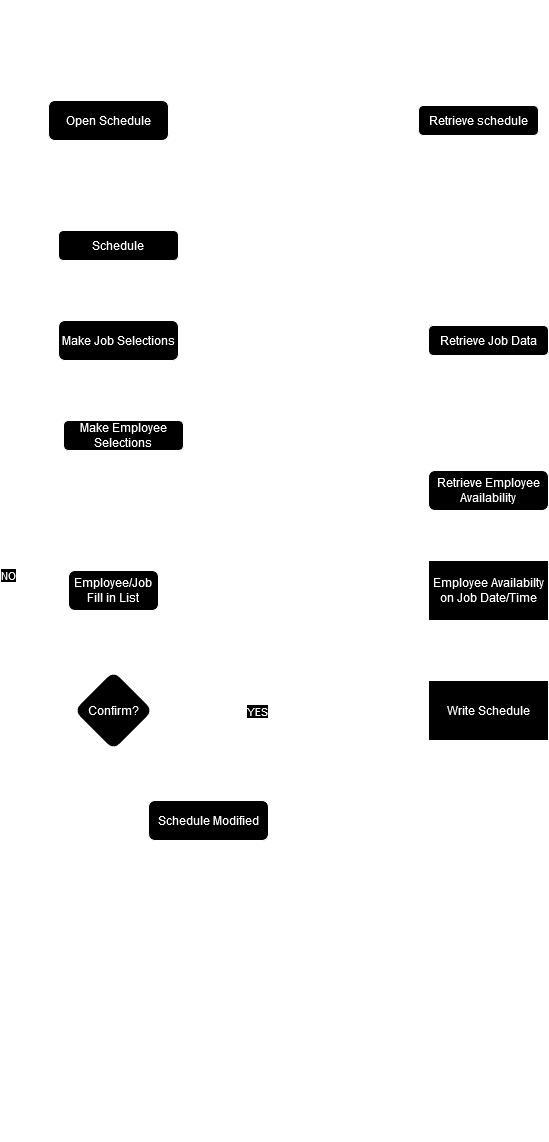 Open Schedule
Retrieve schedule
Schedule
Make Job Selections
Retrieve Job Data
Make Employee
Selections
Retrieve Employee
Availability
NO
Employee/Job
Fill in List
Employee Availabilty
on Job Date/Time
Confirm?
YES
Write Schedule
Schedule Modified